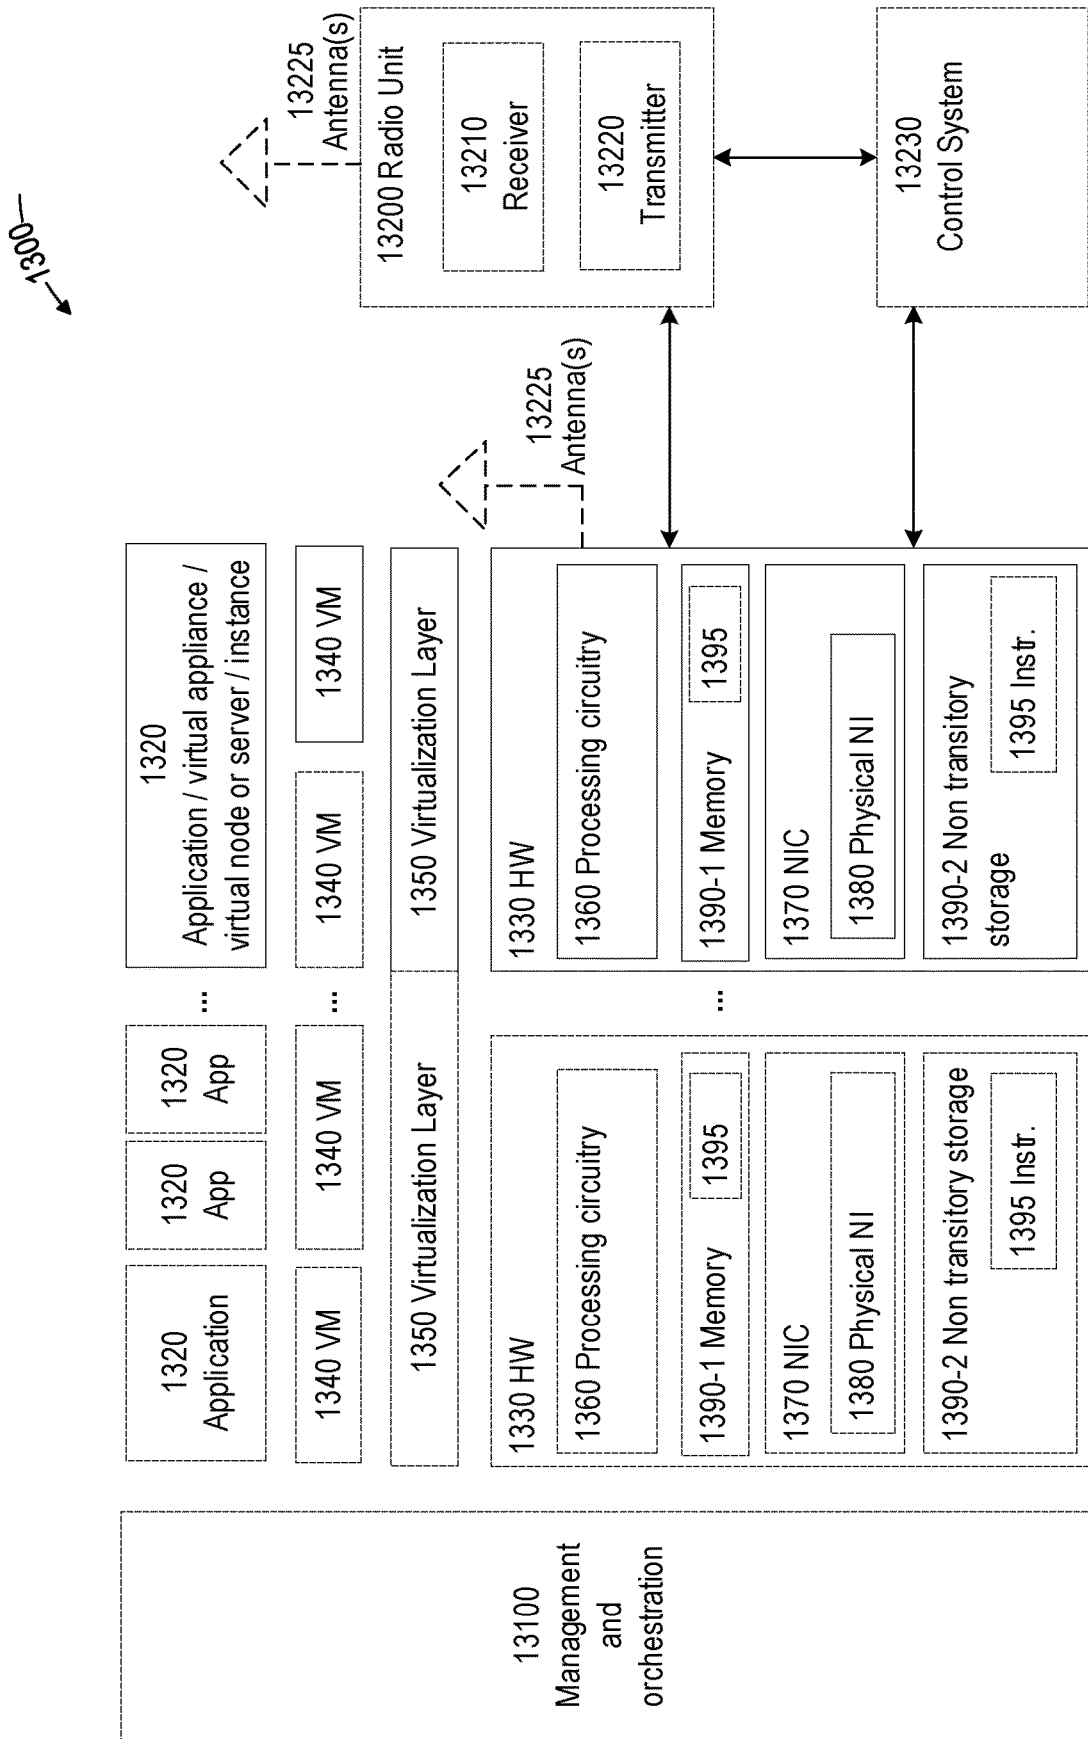 1300
13100
Management
and
orchestration
1320
Application
1320
App
1320
App
...
1320
Application / virtual appliance /
virtual node or server / instance
1340 VM
1340 VM
...
1340 VM
1340 VM
1350 Virtualization Layer
1350 Virtualization Layer
1330 HW
1360 Processing circuitry
1390-1 Memory
1395
1370 NIC
1380 Physical NI
1390-2 Non transitory storage
1395 Instr.
...
1330 HW
1360 Processing circuitry
1390-1 Memory
1395
1370 NIC
1380 Physical NI
1390-2 Non transitory
storage
1395 Instr.
13225
Antenna(s)
13225
Antenna(s)
13200 Radio Unit
13210
Receiver
13220
Transmitter
13230
Control System